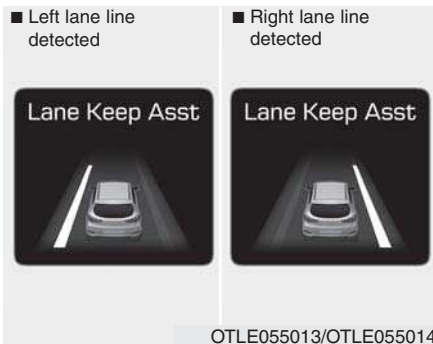 ■ Left lane line
detected
■ Right lane line
detected
Lane Keep Asst
Lane Keep Asst
OTLE055013/OTLE055014